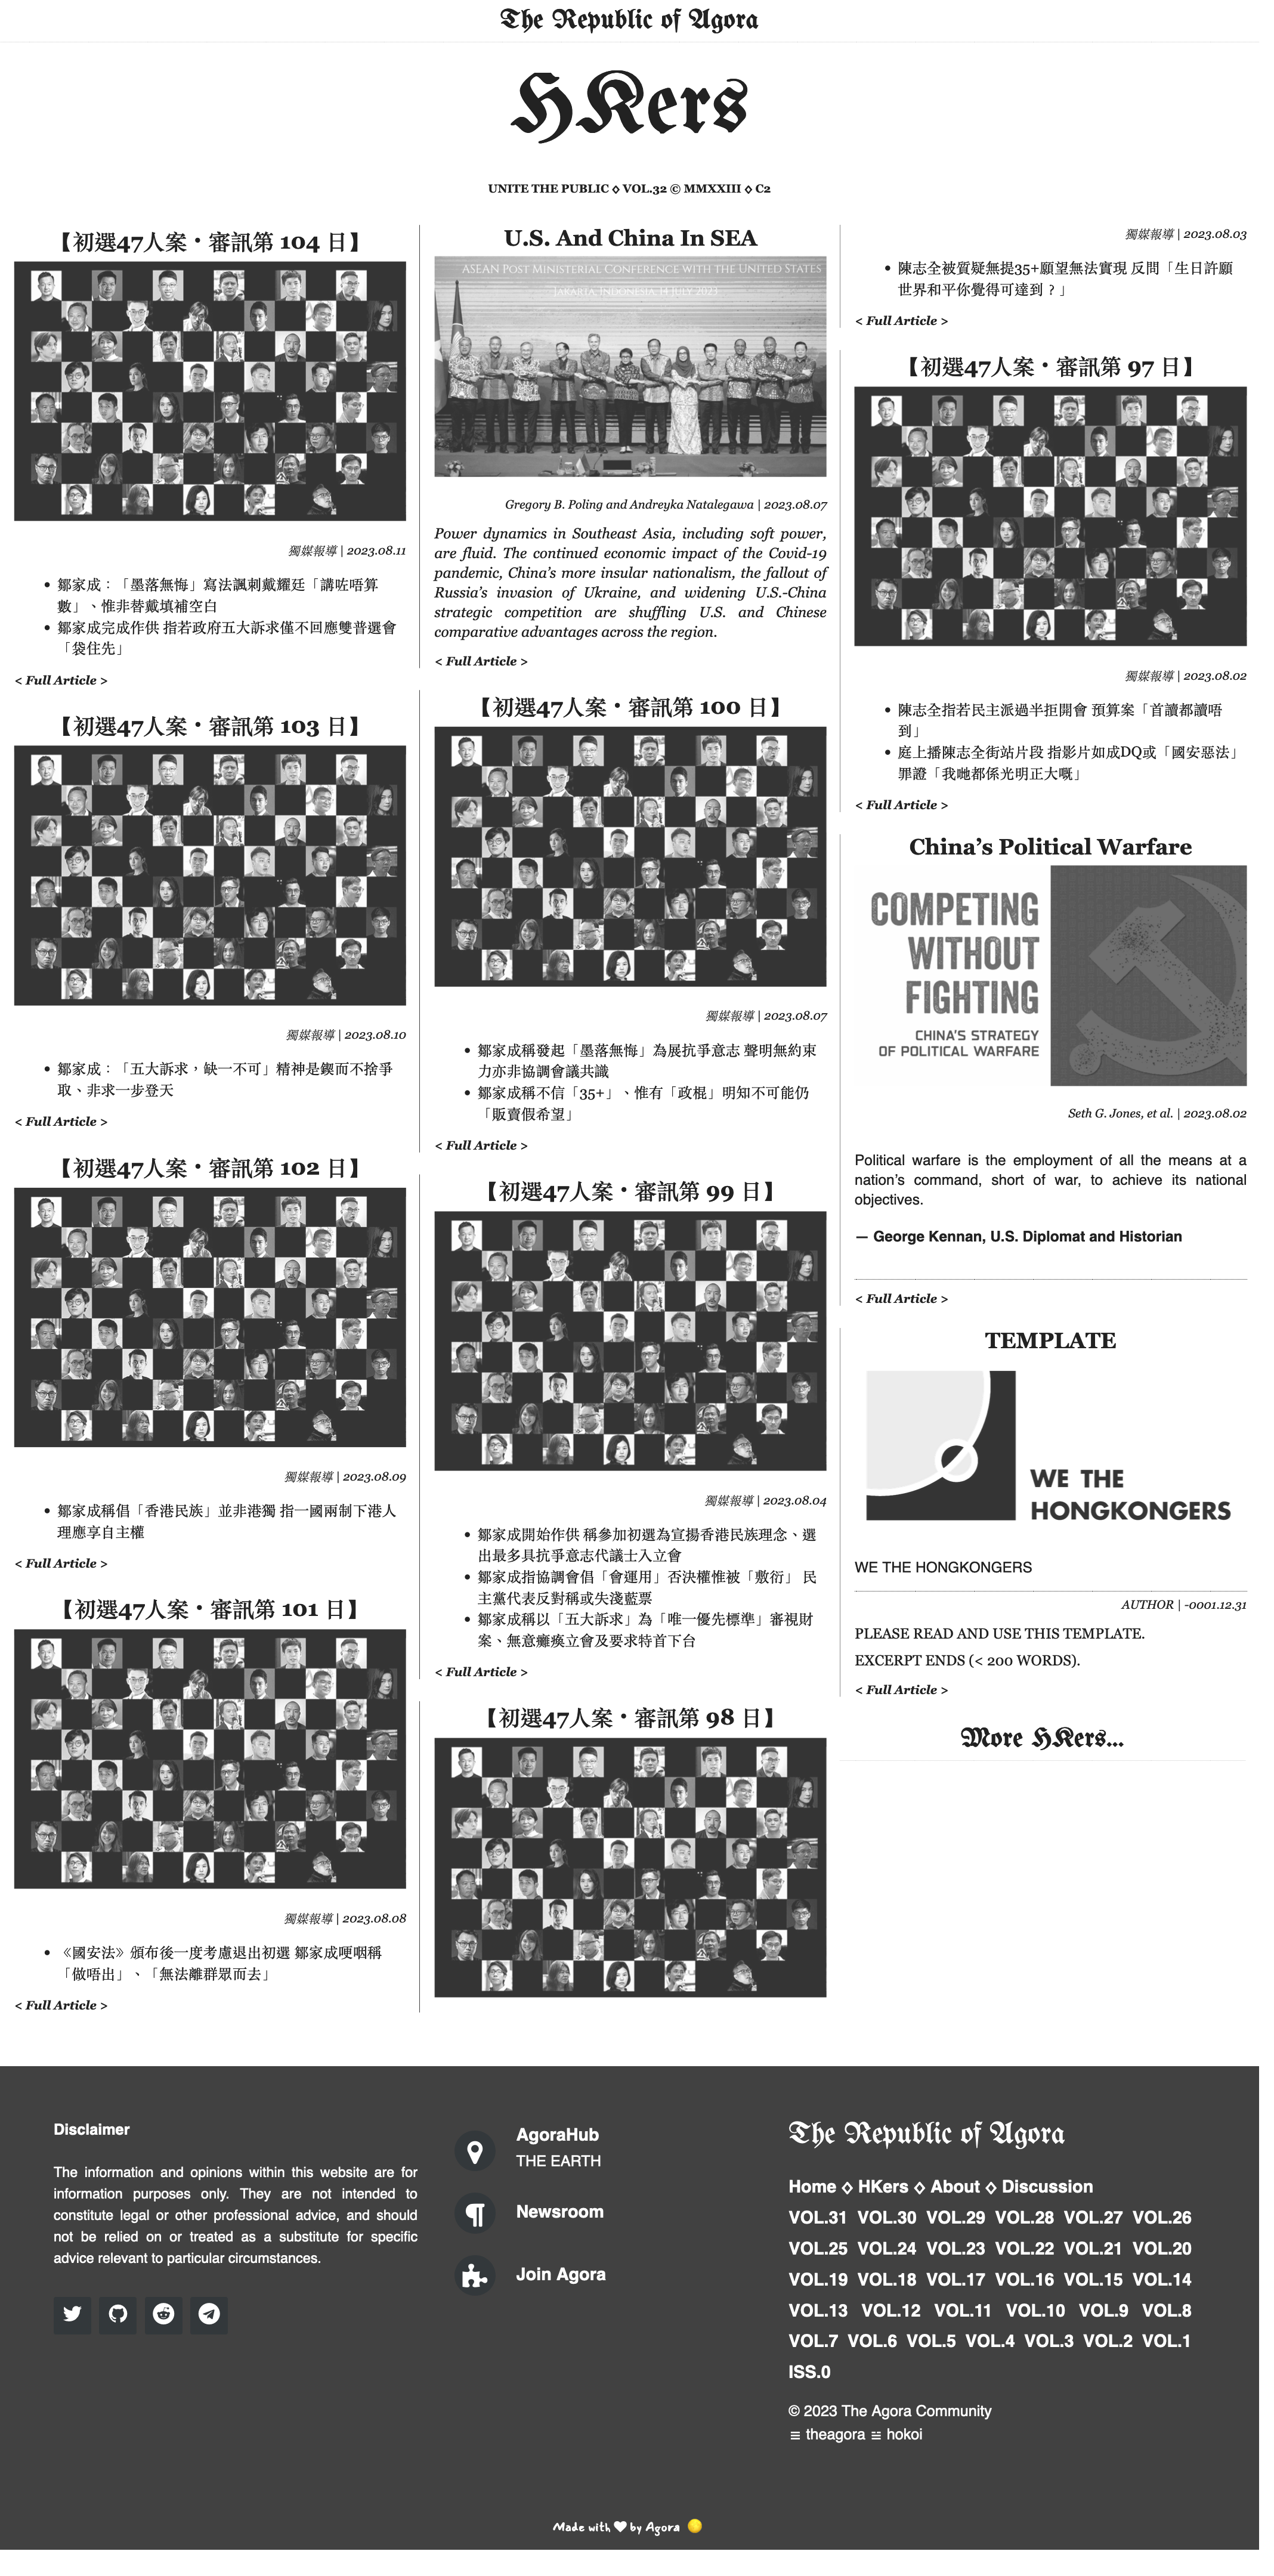 The Republic of Agora
HKers
UNITE THE PUBLIC ◊ VOL.32 © MMXXIII ◊ C2
【初選47人案・審訊第 104 日】
獨媒報導 | 2023.08.11
• 鄒家成：「墨落無悔」寫法諷刺戴耀廷「講咗唔算
數」、惟非替戴填補空白
• 鄒家成完成作供 指若政府五大訴求僅不回應雙普選會
「袋住先」
< Full Article >
【初選47人案・審訊第 103 日】
獨媒報導 | 2023.08.10
• 鄒家成：「五大訴求，缺一不可」精神是鍥而不捨爭
取、非求一步登天
< Full Article >
【初選47人案・審訊第 102 日】
獨媒報導 | 2023.08.09
• 鄒家成稱倡「香港民族」並非港獨 指一國兩制下港人
理應享自主權
< Full Article >
【初選47人案・審訊第 101 日】
獨媒報導 | 2023.08.08
• 《國安法》頒布後一度考慮退出初選 鄒家成哽咽稱
「做唔出」、「無法離群眾而去」
< Full Article >
U.S. And China In SEA
ASEAN POST MINISTERIAL CONFERENCE WITH THE UNITED STATES
JAKARTA, INDONESIA, 14 JULY 2023
Gregory B. Poling and Andreyka Natalegawa | 2023.08.07
Power dynamics in Southeast Asia, including soft power,
are fluid. The continued economic impact of the Covid-19
pandemic, China’s more insular nationalism, the fallout of
Russia’s invasion of Ukraine, and widening U.S.-China
strategic competition are shuffling U.S. and Chinese
comparative advantages across the region.
< Full Article >
【初選47人案・審訊第 100 日】
獨媒報導 | 2023.08.07
• 鄒家成稱發起「墨落無悔」為展抗爭意志 聲明無約束
力亦非協調會議共識
• 鄒家成稱不信「35+」、惟有「政棍」明知不可能仍
「販賣假希望」
< Full Article >
【初選47人案・審訊第 99 日】
獨媒報導 | 2023.08.04
• 鄒家成開始作供 稱參加初選為宣揚香港民族理念、選
出最多具抗爭意志代議士入立會
• 鄒家成指協調會倡「會運用」否決權惟被「敷衍」 民
主黨代表反對稱或失淺藍票
• 鄒家成稱以「五大訴求」為「唯一優先標準」審視財
案、無意癱瘓立會及要求特首下台
< Full Article >
【初選47人案・審訊第 98 日】
獨媒報導 | 2023.08.03
• 陳志全被質疑無提35+願望無法實現 反問「生日許願
世界和平你覺得可達到？」
< Full Article >
【初選47人案・審訊第 97 日】
獨媒報導 | 2023.08.02
• 陳志全指若民主派過半拒開會 預算案「首讀都讀唔
到」
• 庭上播陳志全街站片段 指影片如成DQ或「國安惡法」
罪證「我哋都係光明正大嘅」
< Full Article >
China’s Political Warfare
COMPETING
WITHOUT
FIGHTING
CHINA’S STRATEGY
OF POLITICAL WARFARE
Seth G. Jones, et al. | 2023.08.02
Political warfare is the employment of all the means at a
nation’s command, short of war, to achieve its national
objectives.
— George Kennan, U.S. Diplomat and Historian
< Full Article >
TEMPLATE
WE THE
HONGKONGERS
WE THE HONGKONGERS
AUTHOR | -0001.12.31
PLEASE READ AND USE THIS TEMPLATE.
EXCERPT ENDS (< 200 WORDS).
< Full Article >
More HKers...
Disclaimer
The information and opinions within this website are for
information purposes only. They are not intended to
constitute legal or other professional advice, and should
not be relied on or treated as a substitute for specific
advice relevant to particular circumstances.
AgoraHub
THE EARTH
Newsroom
Join Agora
The Republic of Agora
Home ◊ HKers ◊ About ◊ Discussion
VOL.31 VOL.30 VOL.29 VOL.28 VOL.27 VOL.26
VOL.25 VOL.24 VOL.23 VOL.22 VOL.21 VOL.20
VOL.19 VOL.18 VOL.17 VOL.16 VOL.15 VOL.14
VOL.13 VOL.12 VOL.11 VOL.10 VOL.9 VOL.8
VOL.7 VOL.6 VOL.5 VOL.4 VOL.3 VOL.2 VOL.1
ISS.0
© 2023 The Agora Community
≡ theagora ≡ hokoi
Made with ♥ by Agora